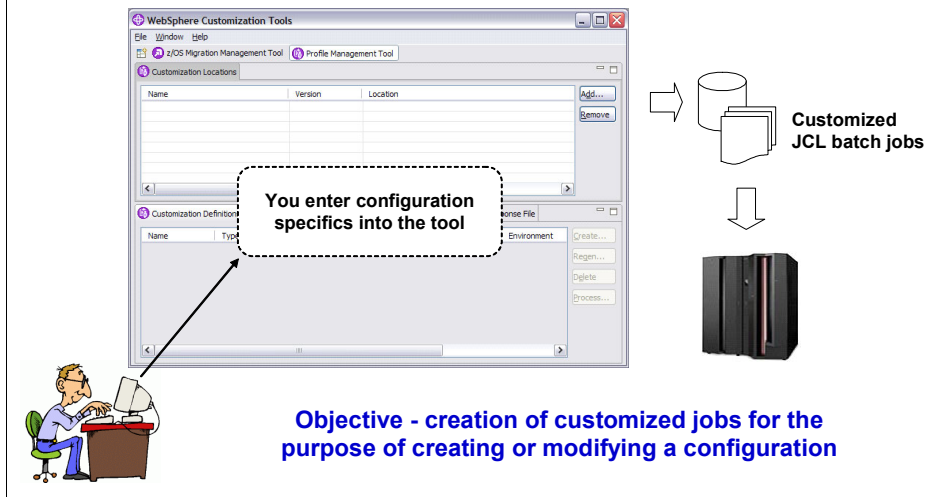 WebSphere Customization Tools
File Window Help
z/OS Migration Management Tool Profile Management Tool
Customization Locations
Name Version Location
Add...
Remove
Customized
JCL batch jobs
You enter configuration
specifics into the tool
Customization Definition
onse File
Name Type
Environment
Create...
Regen...
Delete
Process...
Objective - creation of customized jobs for the
purpose of creating or modifying a configuration